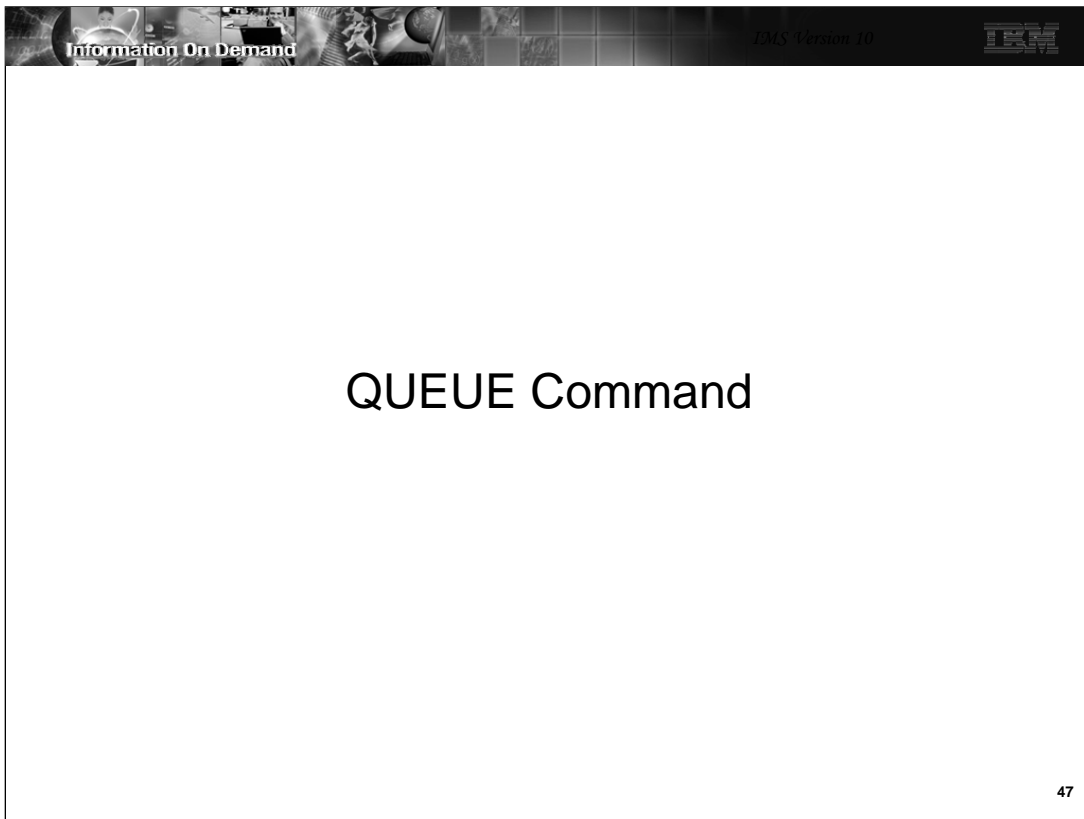 Information On Demand
IMS Version 10
IBM
QUEUE Command
47